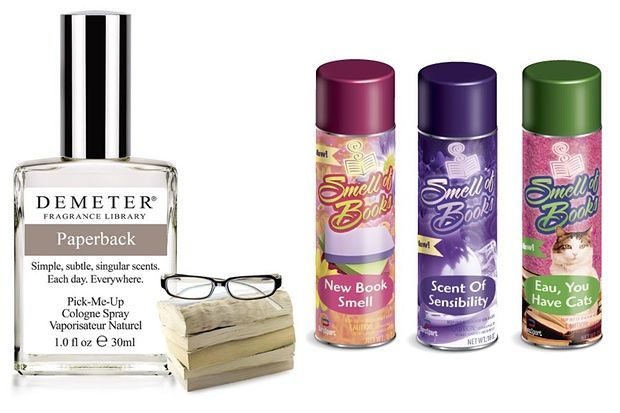 DEMETER®
FRAGRANCE LIBRARY
Paperback
Simple, subtle, singular scents.
Each day. Everywhere.
Pick-Me-Up
Cologne Spray
Vaporisateur Naturel
1.0 fl oz ℮ 30ml
New!
Smell of
Books
New Book
Smell
CAUTION
Smell of
Books
New!
Scent Of
Sensibility
Smell of
Books
New!
Eau, You
Have Cats
CAUTION